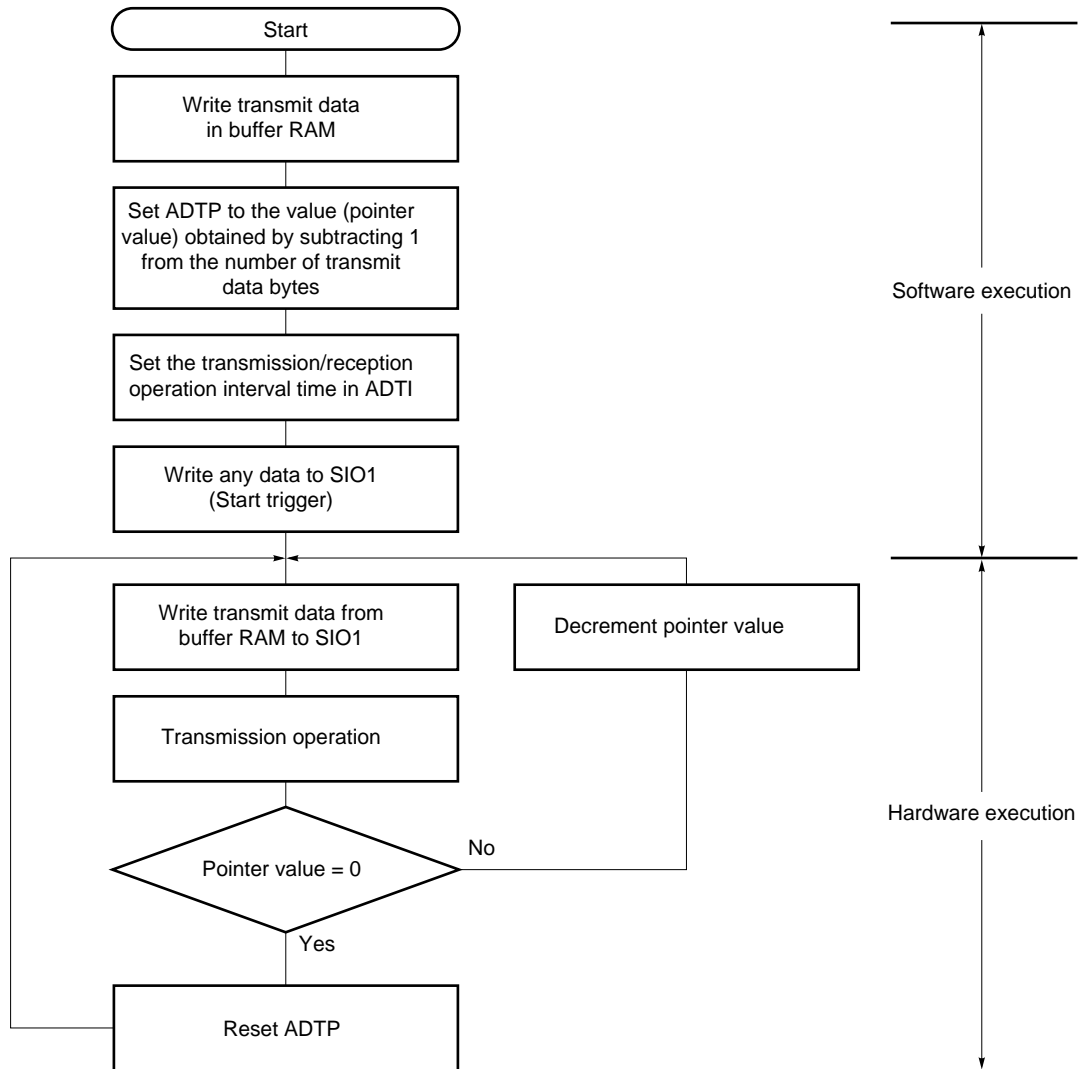 Start
Write transmit data
in buffer RAM
Set ADTP to the value (pointer
value) obtained by subtracting 1
from the number of transmit
data bytes
Software execution
Set the transmission/reception
operation interval time in ADTI
Write any data to SIO1
(Start trigger)
Write transmit data from
buffer RAM to SIO1
Decrement pointer value
Transmission operation
Hardware execution
Pointer value = 0
No
Yes
Reset ADTP